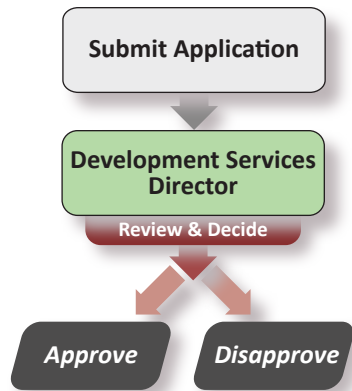 Submit Application
Development Services
Director
Review & Decide
Approve
Disapprove